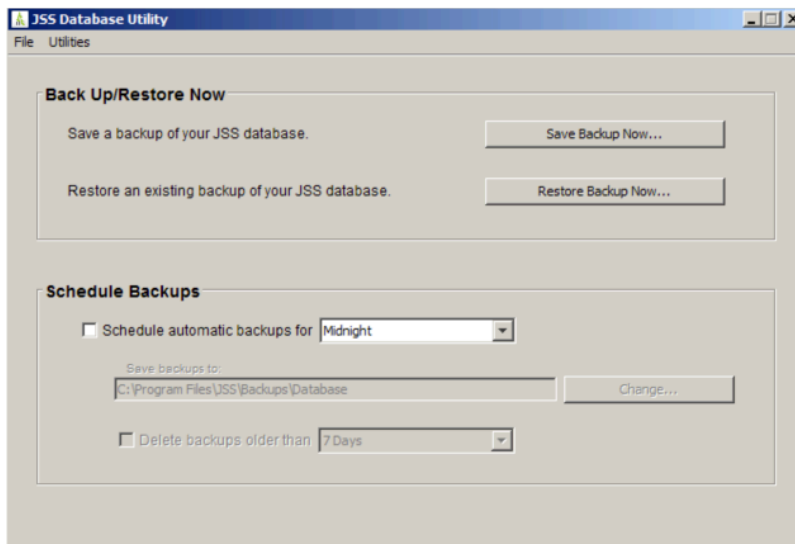 JSS Database Utility
File Utilities
Back Up/Restore Now
Save a backup of your JSS database. Save Backup Now...
Restore an existing backup of your JSS database. Restore Backup Now...
Schedule Backups
Schedule automatic backups for Midnight
Save backups to:
C:\Program Files\JSS\Backups\Database Change...
Delete backups older than 7 Days